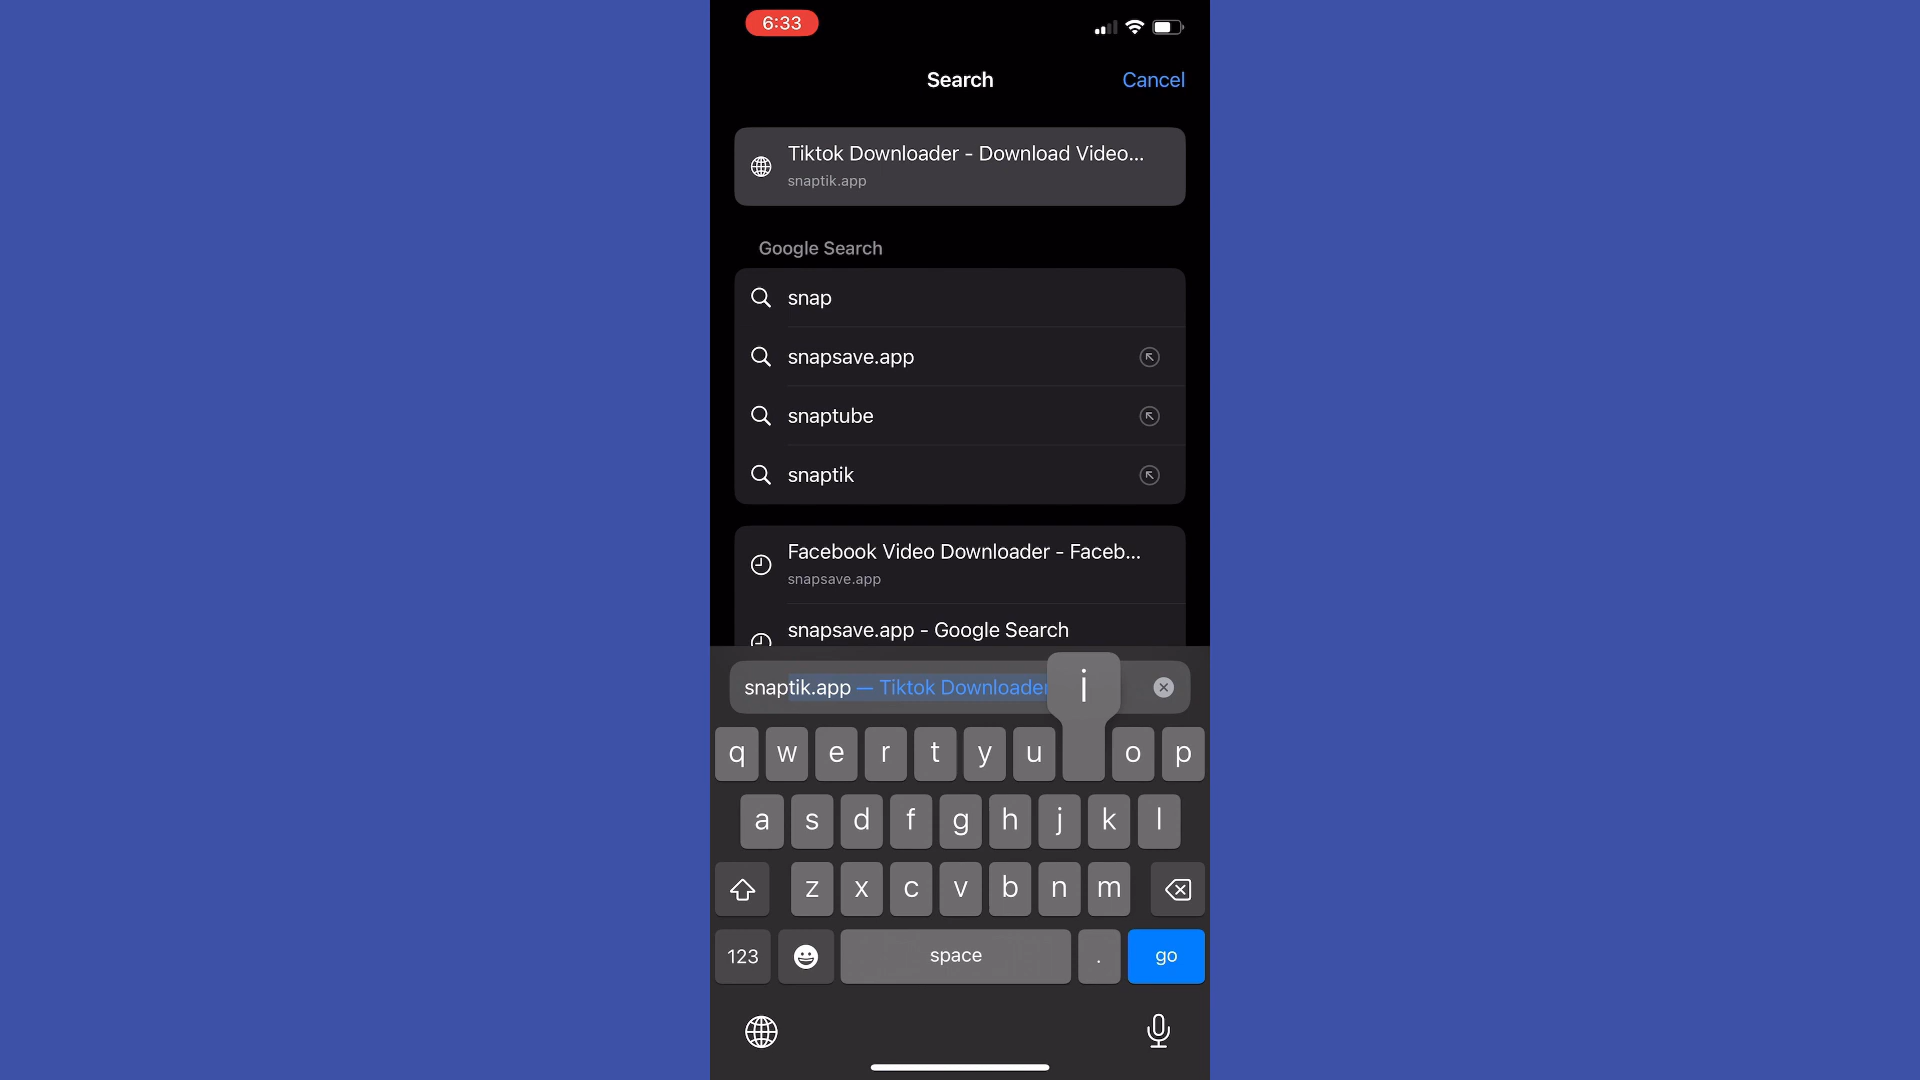 6:33
Search
Cancel
Tiktok Downloader - Download Video...
snaptik.app
Google Search
snap
snapsave.app
snaptube
snaptik
Facebook Video Downloader - Faceb...
snapsave.app
snapsave.app - Google Search
snaptik.app — Tiktok Downloader
i
q w e r t y u o p
a s d f g h j k l
z x c v b n m
123 space . go